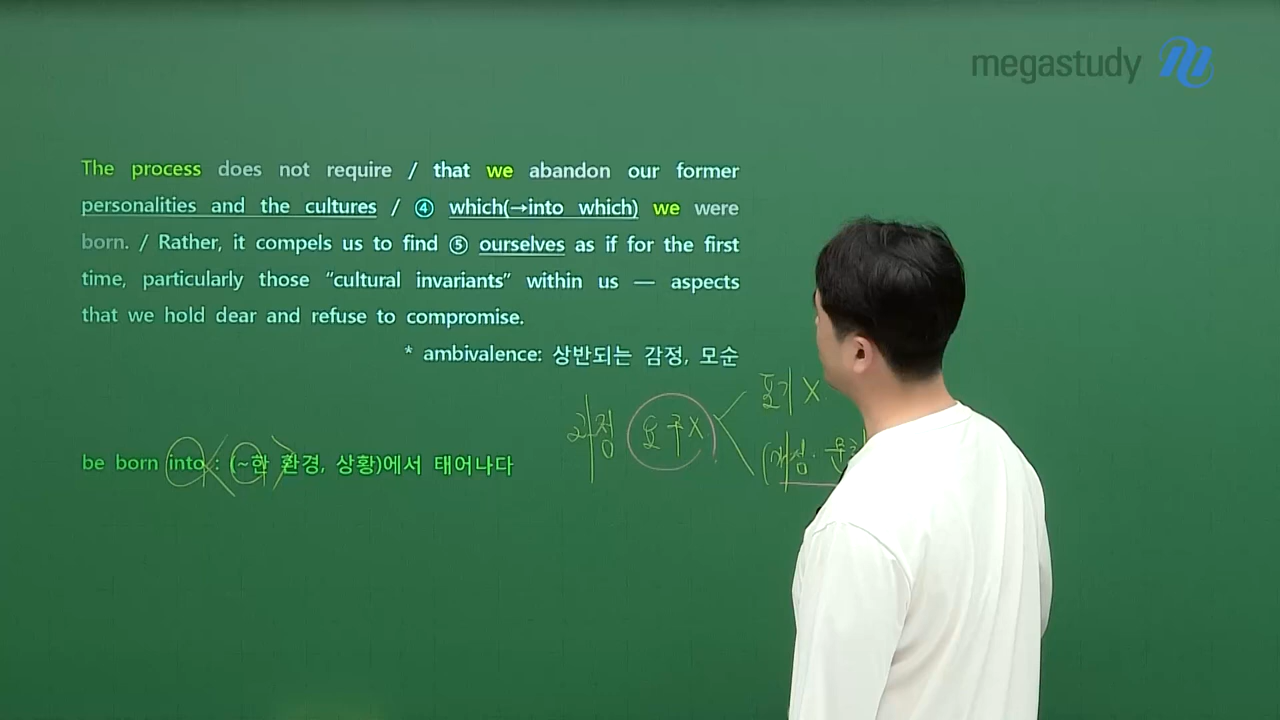 megastudy
The process does not require / that we abandon our former
personalities and the cultures / ④ which(→into which) we were
born. / Rather, it compels us to find ⑤ ourselves as if for the first
time, particularly those “cultural invariants” within us — aspects
that we hold dear and refuse to compromise.
* ambivalence: 상반되는 감정, 모순
포기 X
과정 요구X
be born into : (~한 환경, 상황)에서 태어나다